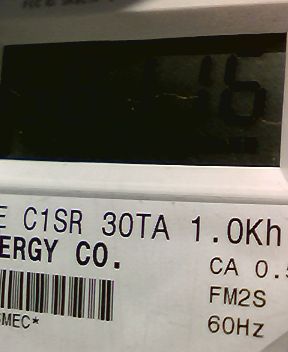 16
E C1SR 30TA 1.0Kh
ERGY CO.
CA 0.5
FM2S
MEC*
60Hz